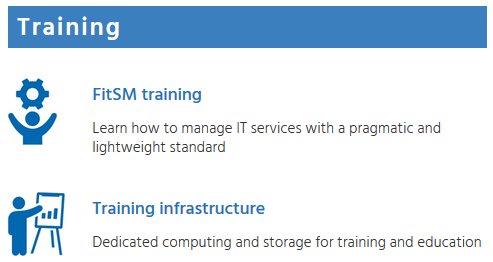 Training
FitSM training
Learn how to manage IT services with a pragmatic and
lightweight standard
Training infrastructure
Dedicated computing and storage for training and education